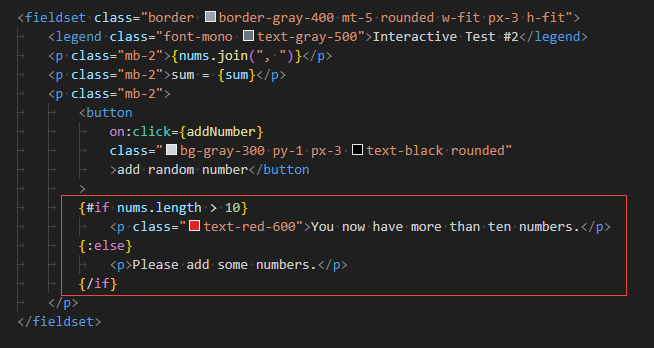 <fieldset class="border border-gray-400 mt-5 rounded w-fit px-3 h-fit">
<legend class="font-mono text-gray-500">Interactive Test #2</legend>
<p class="mb-2">{nums.join(", ")}</p>
<p class="mb-2">sum = {sum}</p>
<p class="mb-2">
<button
on:click={addNumber}
class="bg-gray-300 py-1 px-3 text-black rounded"
>add random number</button
>
{#if nums.length > 10}
<p class="text-red-600">You now have more than ten numbers.</p>
{:else}
<p>Please add some numbers.</p>
{/if}
</p>
</fieldset>